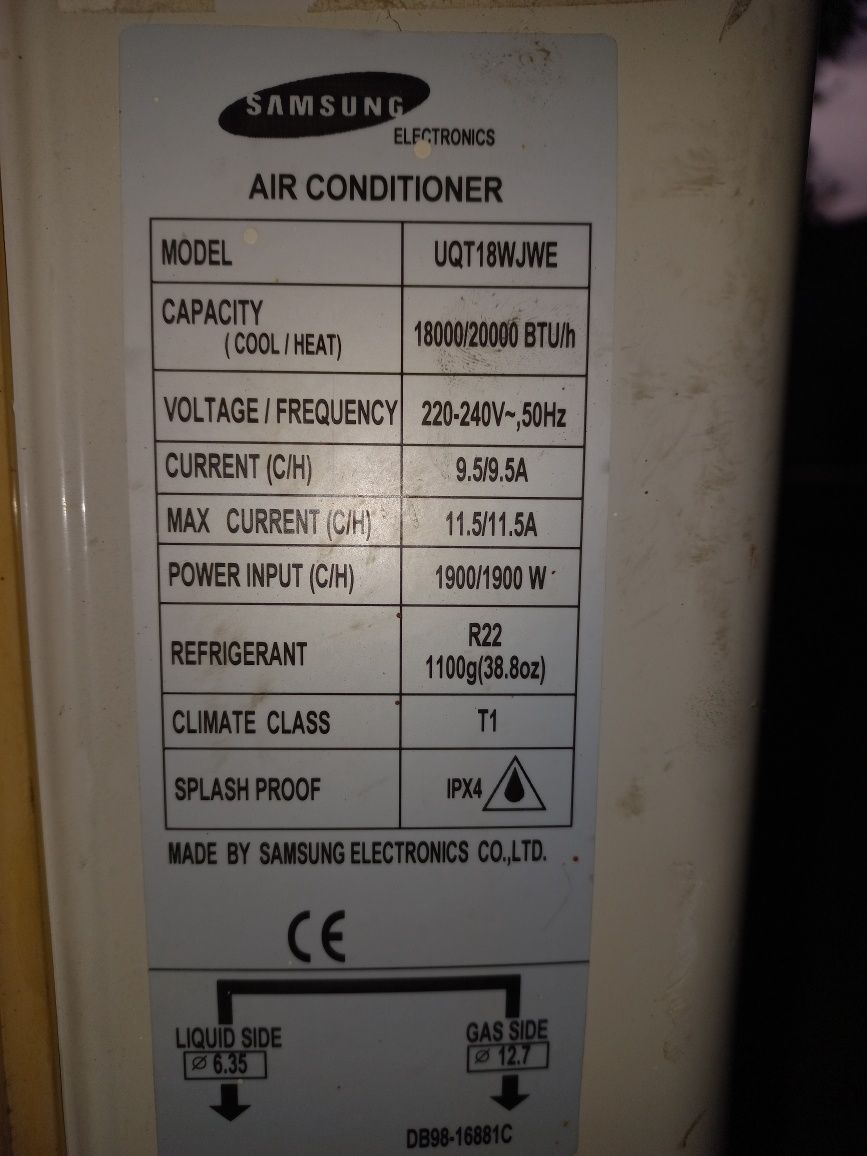 SAMSUNG
ELECTRONICS
AIR CONDITIONER
MODEL UQT18WJWE
CAPACITY
(COOL / HEAT) 18000/20000 BTU/h
VOLTAGE / FREQUENCY 220-240V~,50Hz
CURRENT (C/H) 9.5/9.5A
MAX CURRENT (C/H) 11.5/11.5A
POWER INPUT (C/H) 1900/1900 W
REFRIGERANT R22
1100g(38.8oz)
CLIMATE CLASS T1
SPLASH PROOF IPX4
MADE BY SAMSUNG ELECTRONICS CO.,LTD.
CE
LIQUID SIDE GAS SIDE
Ø 6.35 Ø 12.7
DB98-16881C